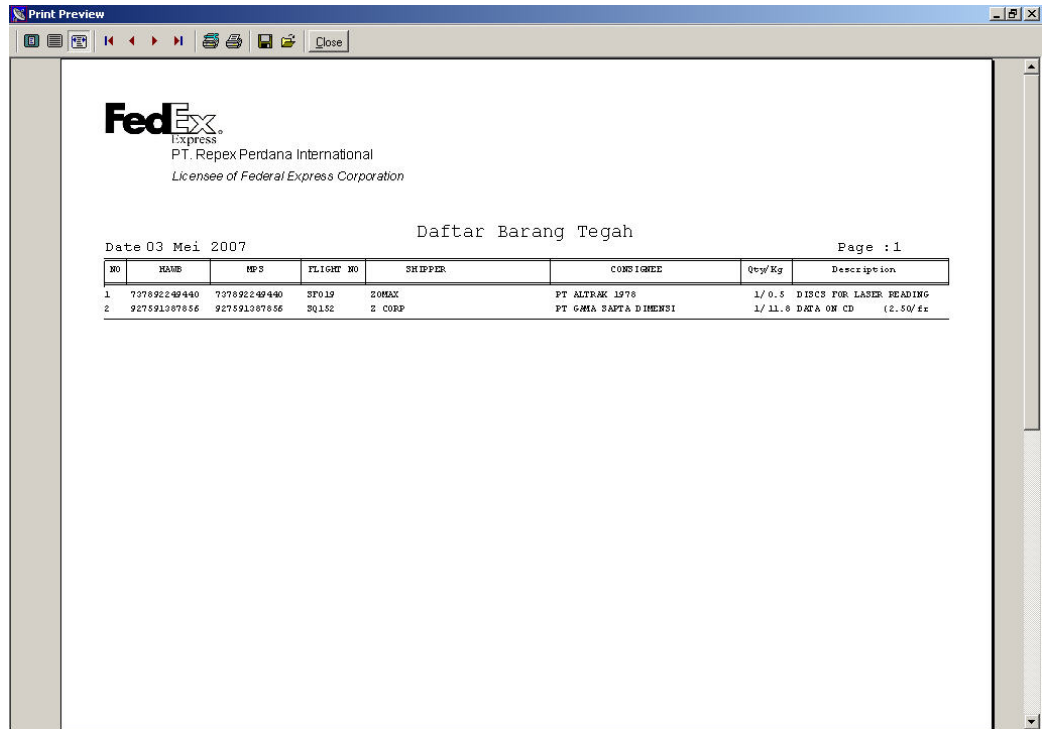 Print Preview
Close
FedEx.
Express
PT. Repex Perdana International
Licensee of Federal Express Corporation
Daftar Barang Tegah
Date 03 Mei 2007 Page :1
NO HAWB MPS FLIGHT NO SHIPPER CONSIGNEE Qty/Kg Description
1 737892249440 737892249440 SF019 ZOMAX PT ALTRAK 1978 1/ 0.5 DISCS FOR LASER READING
2 927591387856 927591387856 SQ152 Z CORP PT GAMA SAPTA DIMENSI 1/ 11.8 DATA ON CD (2.50/fr